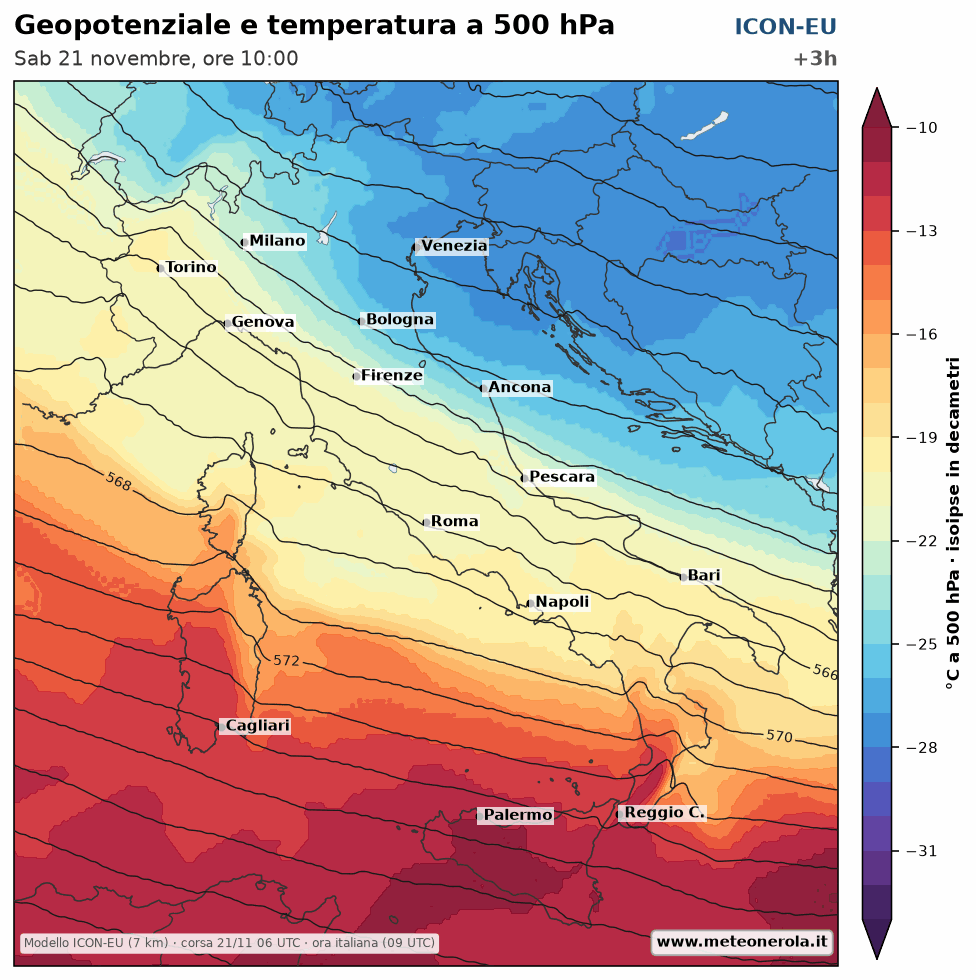 Geopotenziale e temperatura a 500 hPa
ICON-EU
Sab 21 novembre, ore 10:00
+3h
Milano
Venezia
Torino
Genova
Bologna
Firenze
Ancona
568
Pescara
Roma
Bari
Napoli
572
566
Cagliari
570
Palermo
Reggio C.
Modello ICON-EU (7 km) · corsa 21/11 06 UTC · ora italiana (09 UTC)
www.meteonerola.it
−10
−13
−16
−19
−22
−25
−28
−31
°C a 500 hPa · isoipse in decametri